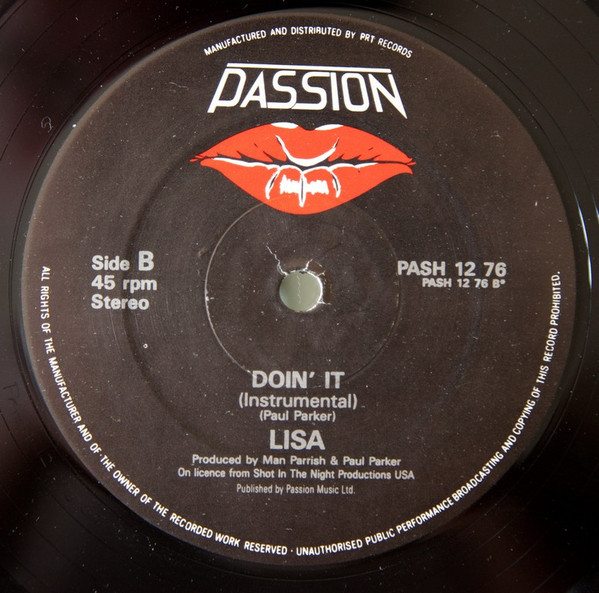 MANUFACTURED AND DISTRIBUTED BY PRT RECORDS
PASSION
Side B
45 rpm
Stereo
PASH 12 76
PASH 12 76 B*
DOIN' IT
(Instrumental)
(Paul Parker)
LISA
Produced by Man Parrish & Paul Parker
On licence from Shot In The Night Productions USA
Published by Passion Music Ltd.
ALL RIGHTS OF THE MANUFACTURER AND OF THE OWNER OF THE RECORDED WORK RESERVED · UNAUTHORISED PUBLIC PERFORMANCE BROADCASTING AND COPYING OF THIS RECORD PROHIBITED.